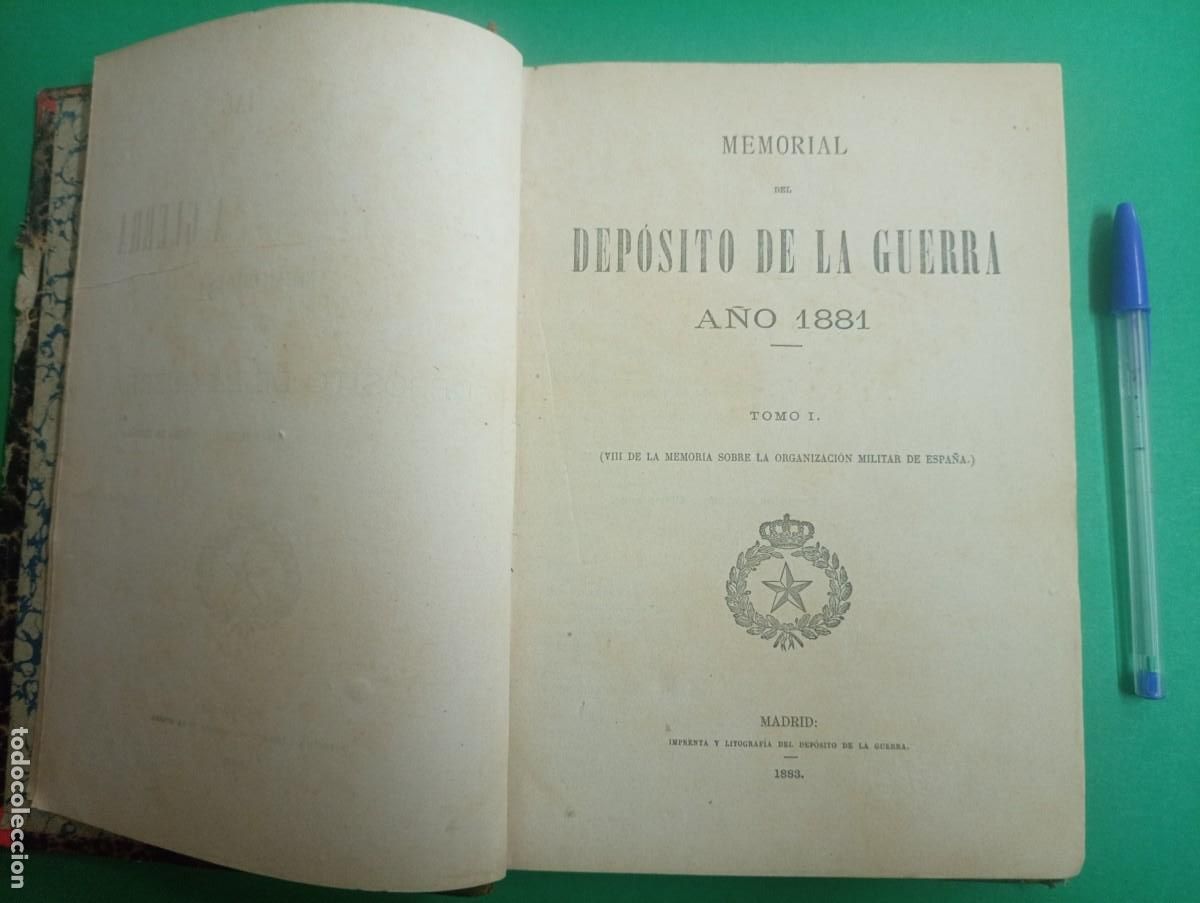 MEMORIAL
DEL
DEPÓSITO DE LA GUERRA
AÑO 1881
TOMO I.
(VIII DE LA MEMORIA SOBRE LA ORGANIZACIÓN MILITAR DE ESPAÑA.)
MADRID:
IMPRENTA Y LITOGRAFÍA DEL DEPÓSITO DE LA GUERRA.
1883.
todocoleccion